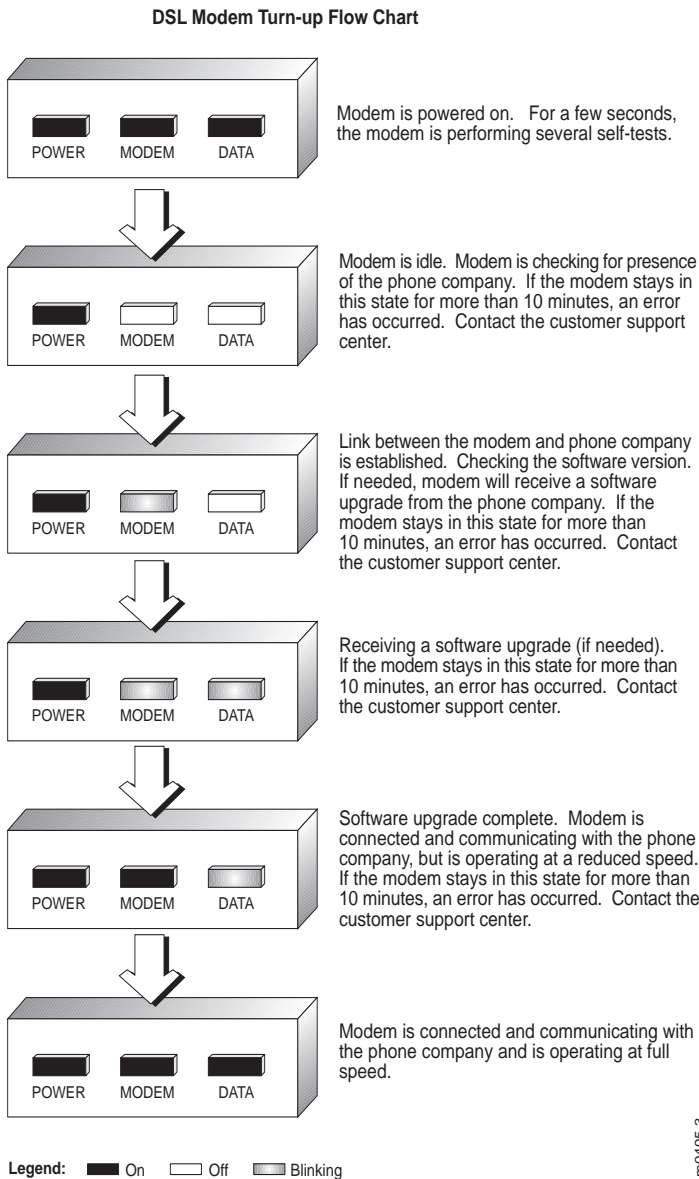 DSL Modem Turn-up Flow Chart
POWER MODEM DATA
Modem is powered on. For a few seconds,
the modem is performing several self-tests.
POWER MODEM DATA
Modem is idle. Modem is checking for presence
of the phone company. If the modem stays in
this state for more than 10 minutes, an error
has occurred. Contact the customer support
center.
POWER MODEM DATA
Link between the modem and phone company
is established. Checking the software version.
If needed, modem will receive a software
upgrade from the phone company. If the
modem stays in this state for more than
10 minutes, an error has occurred. Contact
the customer support center.
POWER MODEM DATA
Receiving a software upgrade (if needed).
If the modem stays in this state for more than
10 minutes, an error has occurred. Contact
the customer support center.
POWER MODEM DATA
Software upgrade complete. Modem is
connected and communicating with the phone
company, but is operating at a reduced speed.
If the modem stays in this state for more than
10 minutes, an error has occurred. Contact the
customer support center.
POWER MODEM DATA
Modem is connected and communicating with
the phone company and is operating at full
speed.
Legend: On Off Blinking